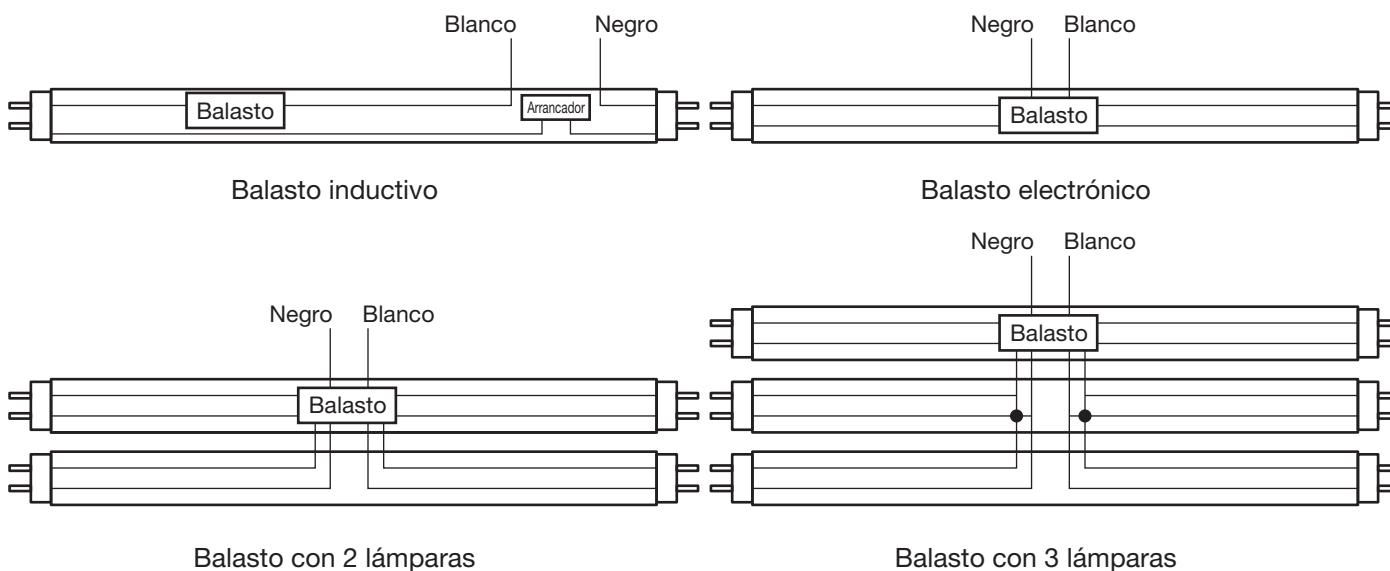 Blanco Negro
Balasto Arrancador
Balasto inductivo
Negro Blanco
Balasto
Balasto electrónico
Negro Blanco
Balasto
Balasto con 2 lámparas
Negro Blanco
Balasto
Balasto con 3 lámparas